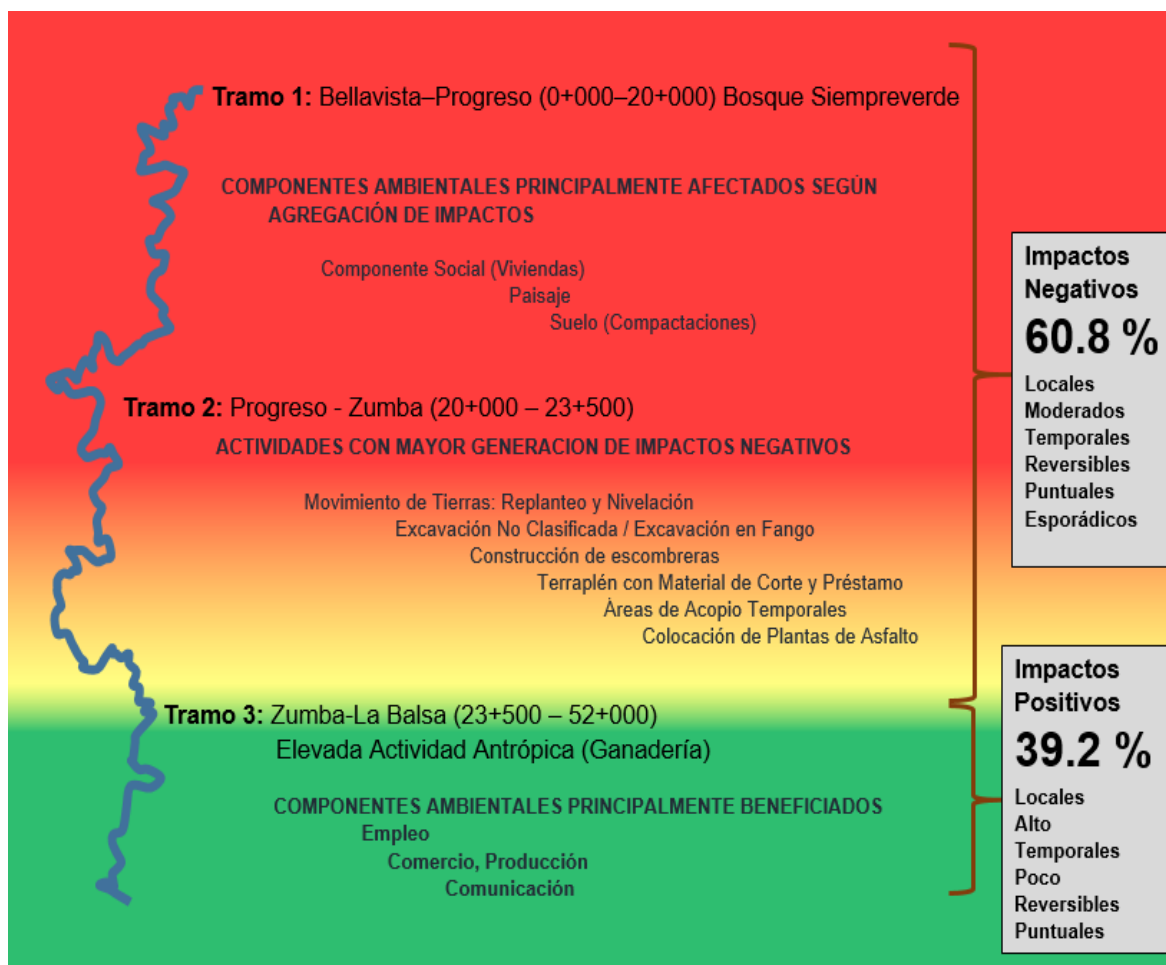 Tramo 1: Bellavista–Progreso (0+000–20+000) Bosque Siempreverde
COMPONENTES AMBIENTALES PRINCIPALMENTE AFECTADOS SEGÚN
AGREGACIÓN DE IMPACTOS
Componente Social (Viviendas)
Paisaje
Suelo (Compactaciones)
Tramo 2: Progreso - Zumba (20+000 – 23+500)
ACTIVIDADES CON MAYOR GENERACION DE IMPACTOS NEGATIVOS
Movimiento de Tierras: Replanteo y Nivelación
Excavación No Clasificada / Excavación en Fango
Construcción de escombreras
Terraplén con Material de Corte y Préstamo
Áreas de Acopio Temporales
Colocación de Plantas de Asfalto
Tramo 3: Zumba-La Balsa (23+500 – 52+000)
Elevada Actividad Antrópica (Ganadería)
COMPONENTES AMBIENTALES PRINCIPALMENTE BENEFICIADOS
Empleo
Comercio, Producción
Comunicación
Impactos
Negativos
60.8 %
Locales
Moderados
Temporales
Reversibles
Puntuales
Esporádicos
Impactos
Positivos
39.2 %
Locales
Alto
Temporales
Poco
Reversibles
Puntuales